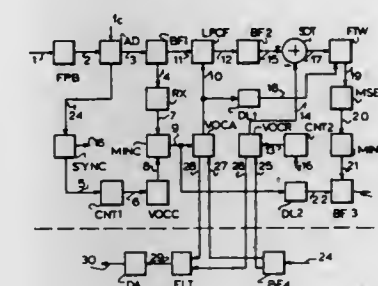 fc
AD BF1 LPCF BF2 SDT FTW
1 2 3 11 12 15 17
FPB
4 10 18 19
24 RX DL1 14 MSE
7 VOCA VOCR CNT2 20
MINC 9 MIN
SYNC 8 28 27 26 25 16 21
5 6 22
CNT1 VOCC DL2 BF3
30 29 24
DA FLT BF4